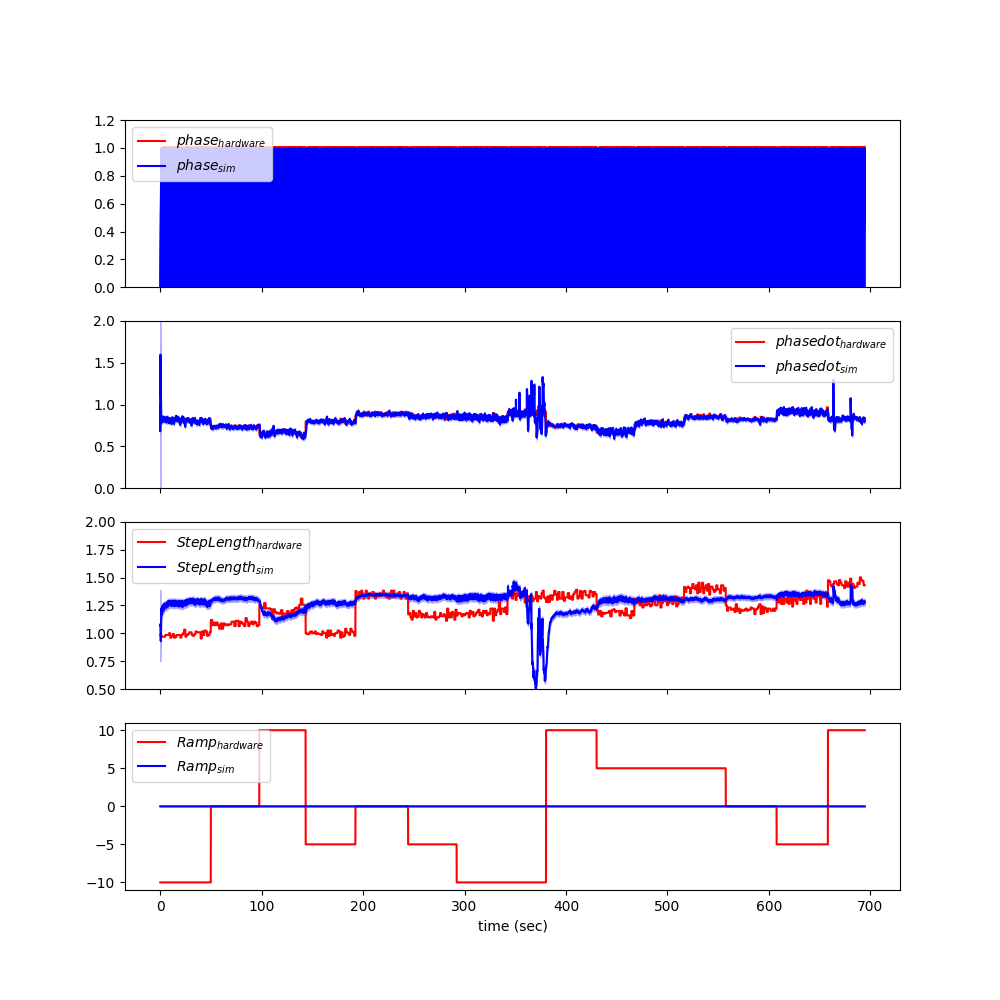 1.2
1.0
0.8
0.6
0.4
0.2
0.0
phase_hardware
phase_sim
2.0
1.5
1.0
0.5
0.0
phasedot_hardware
phasedot_sim
2.00
1.75
1.50
1.25
1.00
0.75
0.50
StepLength_hardware
StepLength_sim
10
5
0
−5
−10
Ramp_hardware
Ramp_sim
0 100 200 300 400 500 600 700
time (sec)